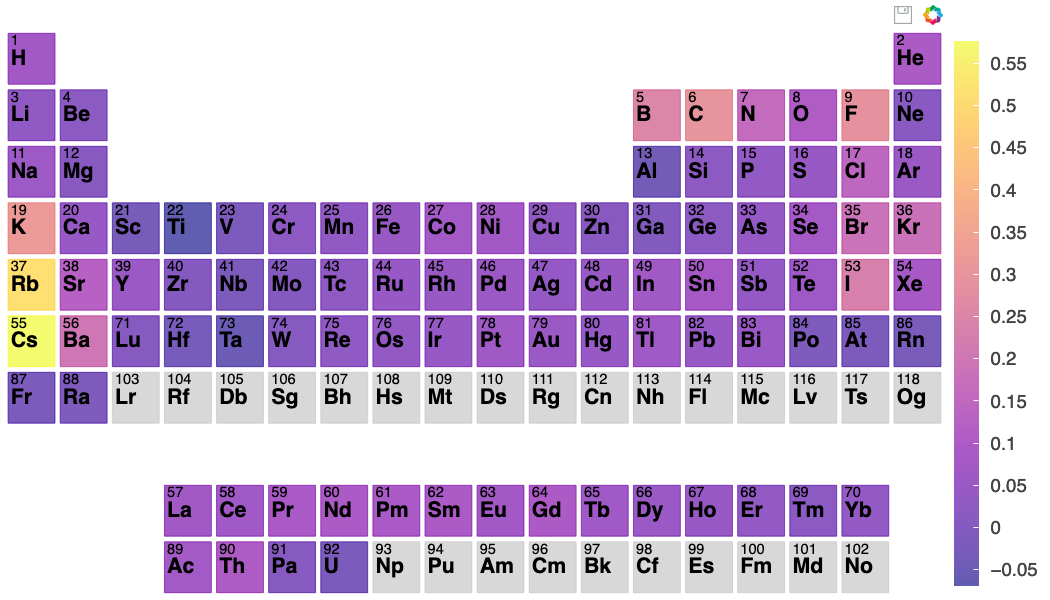 1 2
H He
3 4 5 6 7 8 9 10
Li Be B C N O F Ne
11 12 13 14 15 16 17 18
Na Mg Al Si P S Cl Ar
19 20 21 22 23 24 25 26 27 28 29 30 31 32 33 34 35 36
K Ca Sc Ti V Cr Mn Fe Co Ni Cu Zn Ga Ge As Se Br Kr
37 38 39 40 41 42 43 44 45 46 47 48 49 50 51 52 53 54
Rb Sr Y Zr Nb Mo Tc Ru Rh Pd Ag Cd In Sn Sb Te I Xe
55 56 71 72 73 74 75 76 77 78 79 80 81 82 83 84 85 86
Cs Ba Lu Hf Ta W Re Os Ir Pt Au Hg Tl Pb Bi Po At Rn
87 88 103 104 105 106 107 108 109 110 111 112 113 114 115 116 117 118
Fr Ra Lr Rf Db Sg Bh Hs Mt Ds Rg Cn Nh Fl Mc Lv Ts Og
57 58 59 60 61 62 63 64 65 66 67 68 69 70
La Ce Pr Nd Pm Sm Eu Gd Tb Dy Ho Er Tm Yb
89 90 91 92 93 94 95 96 97 98 99 100 101 102
Ac Th Pa U Np Pu Am Cm Bk Cf Es Fm Md No
0.55
0.5
0.45
0.4
0.35
0.3
0.25
0.2
0.15
0.1
0.05
0
−0.05